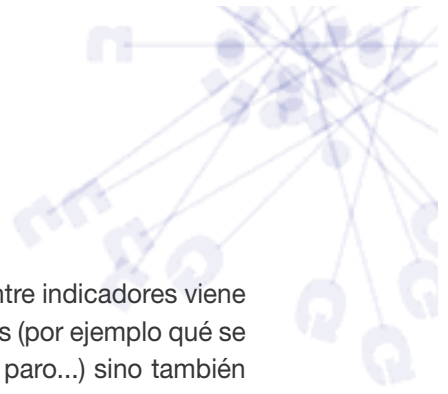 ntre indicadores viene
s (por ejemplo qué se
paro...) sino también